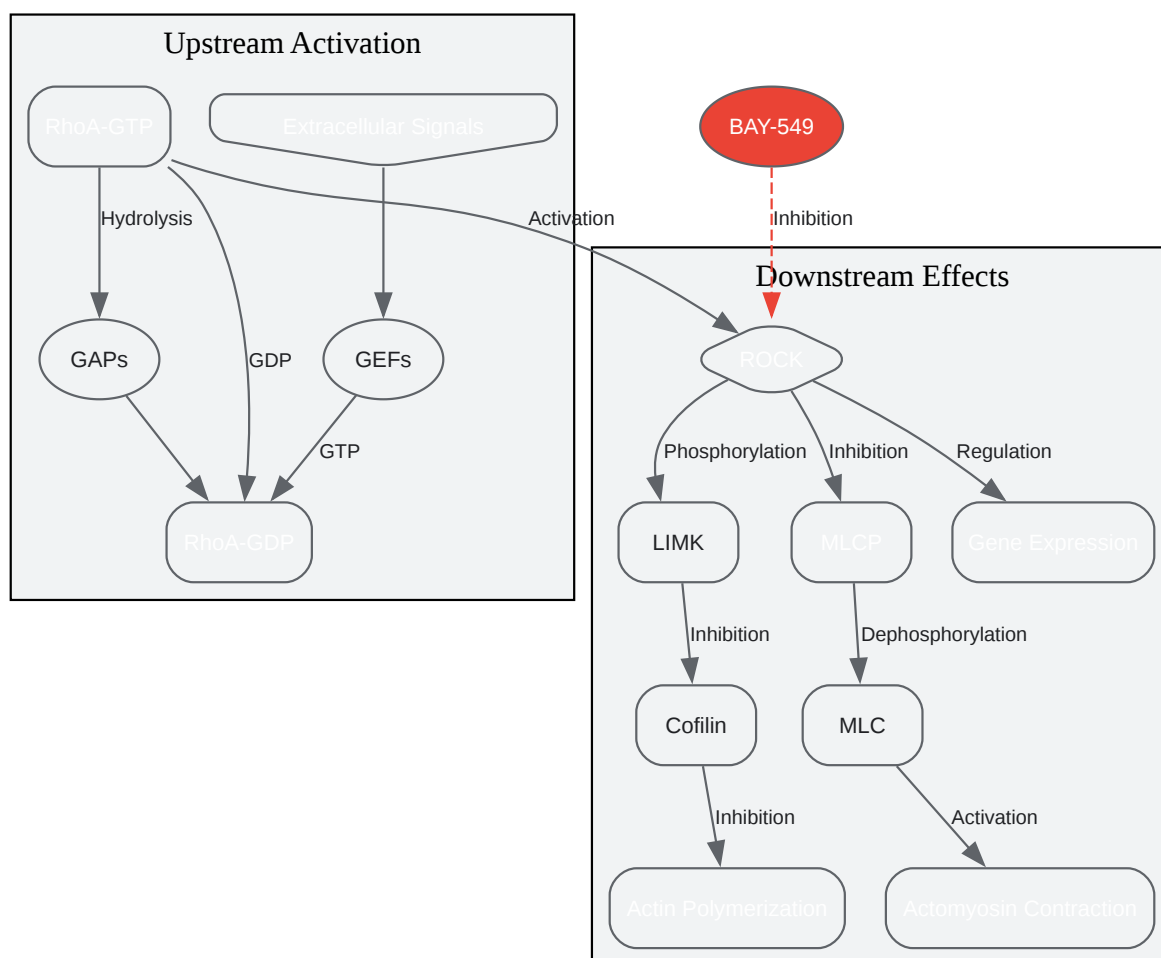 Upstream Activation
RhoA-GTP
Extracellular Signals
BAY-549
Hydrolysis
Activation
Inhibition
Downstream Effects
GAPs
GDP
GEFs
ROCK
GTP
Phosphorylation
Inhibition
Regulation
RhoA-GDP
LIMK
MLCP
Gene Expression
Inhibition
Dephosphorylation
Cofilin
MLC
Inhibition
Activation
Actin Polymerization
Actomyosin Contraction